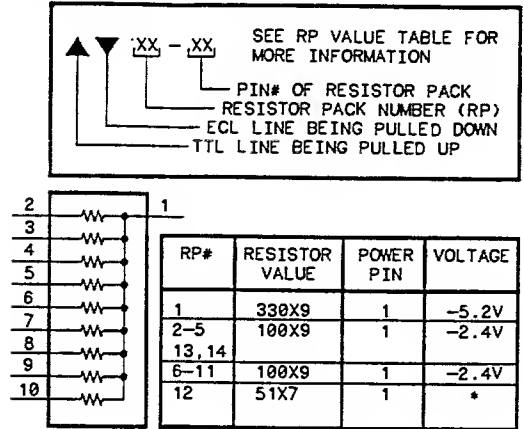 XX - XX
SEE RP VALUE TABLE FOR
MORE INFORMATION
PIN# OF RESISTOR PACK
RESISTOR PACK NUMBER (RP)
ECL LINE BEING PULLED DOWN
TTL LINE BEING PULLED UP
2
3
4
5
6
7
8
9
10
1
RP# RESISTOR VALUE POWER PIN VOLTAGE
1 330X9 1 -5.2V
2-5 100X9 1 -2.4V
13,14
6-11 100X9 1 -2.4V
12 51X7 1 *